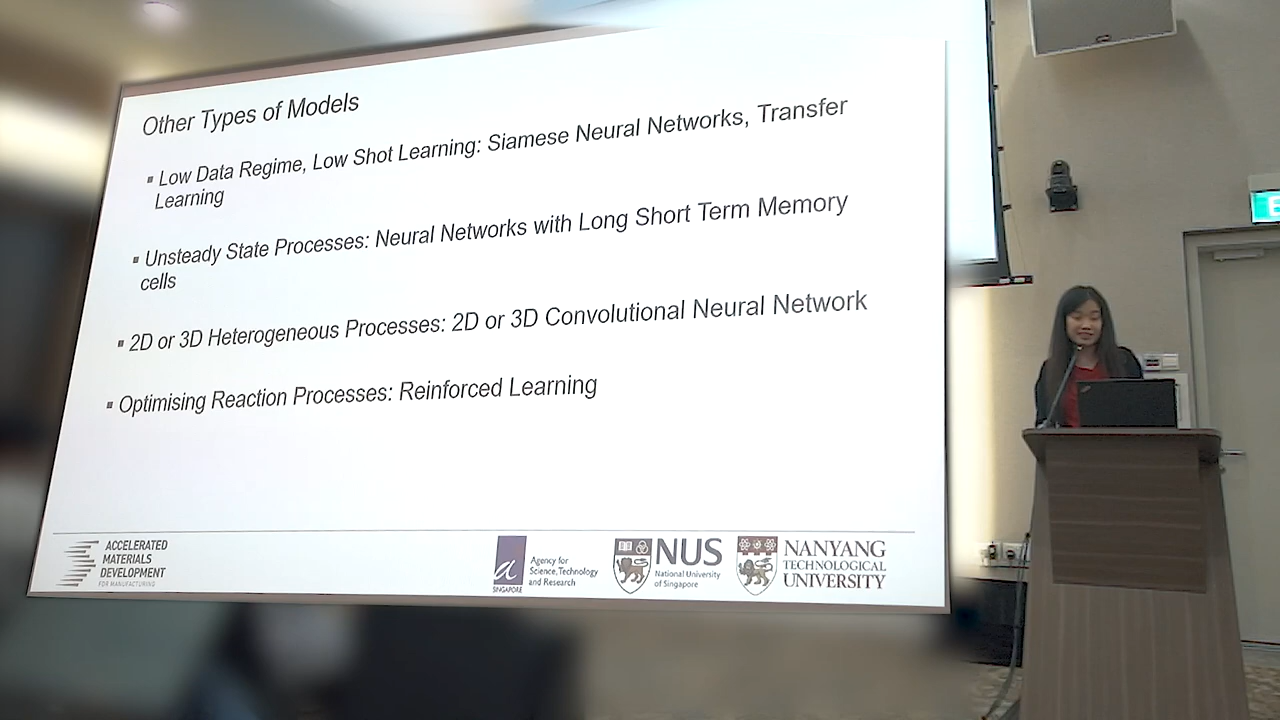 Other Types of Models
▪ Low Data Regime, Low Shot Learning: Siamese Neural Networks, Transfer
Learning
▪ Unsteady State Processes: Neural Networks with Long Short Term Memory
cells
▪ 2D or 3D Heterogeneous Processes: 2D or 3D Convolutional Neural Network
▪ Optimising Reaction Processes: Reinforced Learning
ACCELERATED
MATERIALS
DEVELOPMENT
FOR MANUFACTURING
a
SINGAPORE
Agency for
Science, Technology
and Research
NUS
National University
of Singapore
NANYANG
TECHNOLOGICAL
UNIVERSITY
E